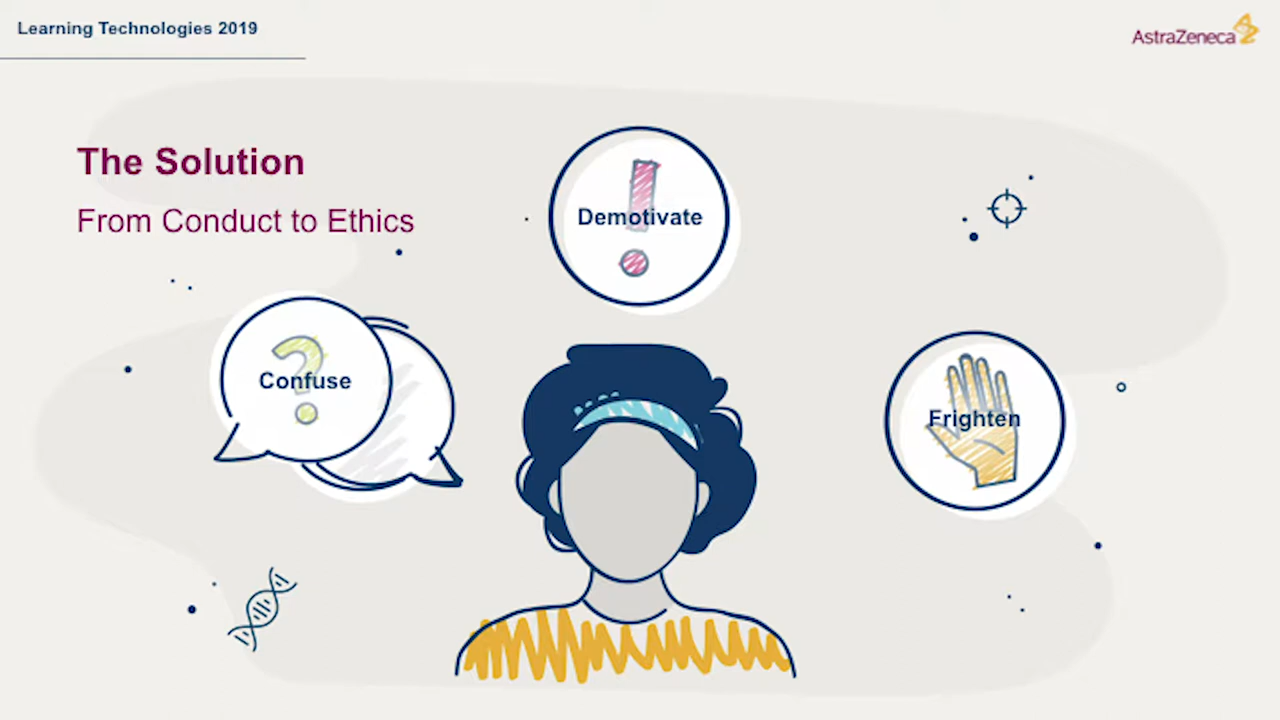 Learning Technologies 2019
AstraZeneca
The Solution
From Conduct to Ethics
Demotivate
Confuse
Frighten